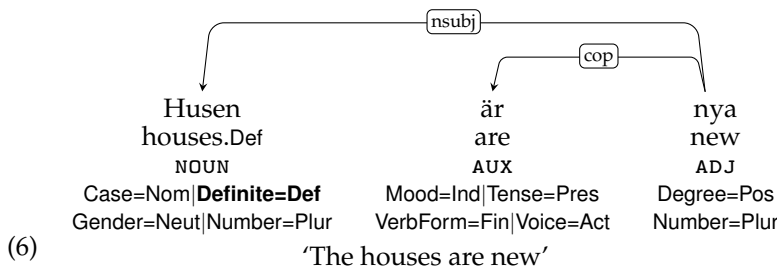 nsubj
cop
Husen är nya
houses.Def are new
NOUN AUX ADJ
Case=Nom|Definite=Def Mood=Ind|Tense=Pres Degree=Pos
Gender=Neut|Number=Plur VerbForm=Fin|Voice=Act Number=Plur
(6) ‘The houses are new’